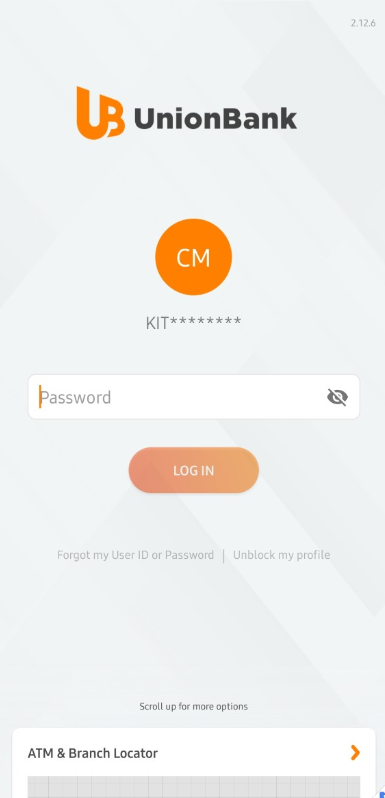 2.12.6
UB UnionBank
CM
KIT********
Password
LOG IN
Forgot my User ID or Password | Unblock my profile
Scroll up for more options
ATM & Branch Locator